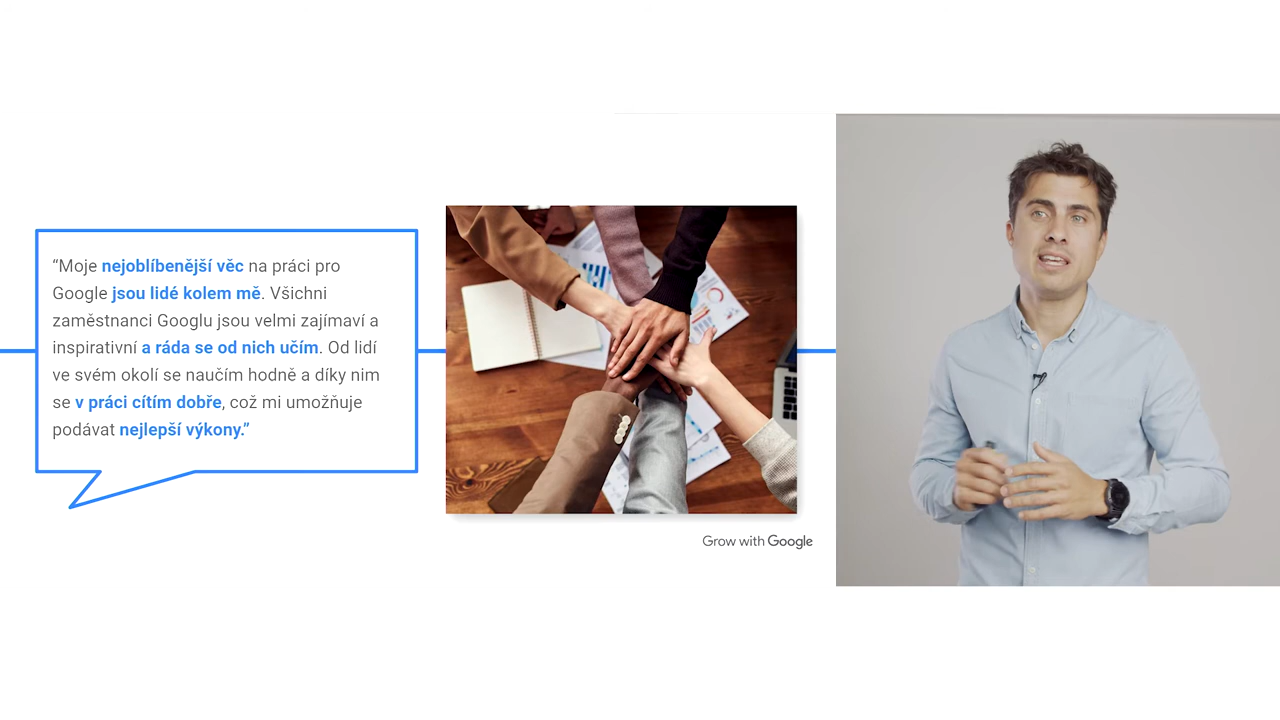 “Moje nejoblíbenější věc na práci pro
Google jsou lidé kolem mě. Všichni
zaměstnanci Googlu jsou velmi zajímaví a
inspirativní a ráda se od nich učím. Od lidí
ve svém okolí se naučím hodně a díky nim
se v práci cítím dobře, což mi umožňuje
podávat nejlepší výkony.”
Grow with Google